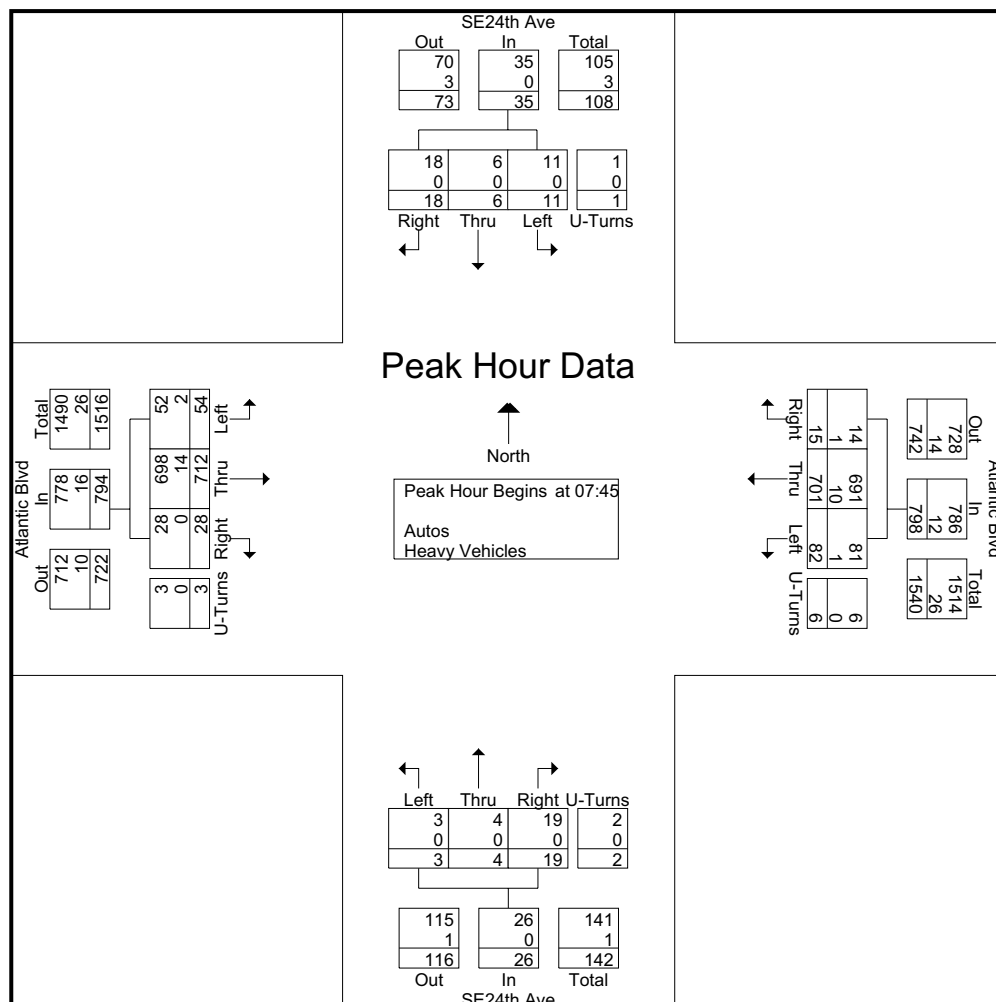 SE24th Ave
Out In Total
70 35 105
3 0 3
73 35 108
18 6 11 1
0 0 0 0
18 6 11 1
Right Thru Left U-Turns
Peak Hour Data
North
Peak Hour Begins at 07:45
Autos
Heavy Vehicles
Atlantic Blvd
Total In Out
1490 778 712
26 16 10
1516 794 722
52 698 28 3
2 14 0 0
54 712 28 3
Left Thru Right U-Turns
Atlantic Blvd
Out In Total
728 786 1514
14 12 26
742 798 1540
14 691 81 6
1 10 1 0
15 701 82 6
Right Thru Left U-Turns
Left Thru Right U-Turns
3 4 19 2
0 0 0 0
3 4 19 2
115 26 141
1 0 1
116 26 142
Out In Total
SE24th Ave